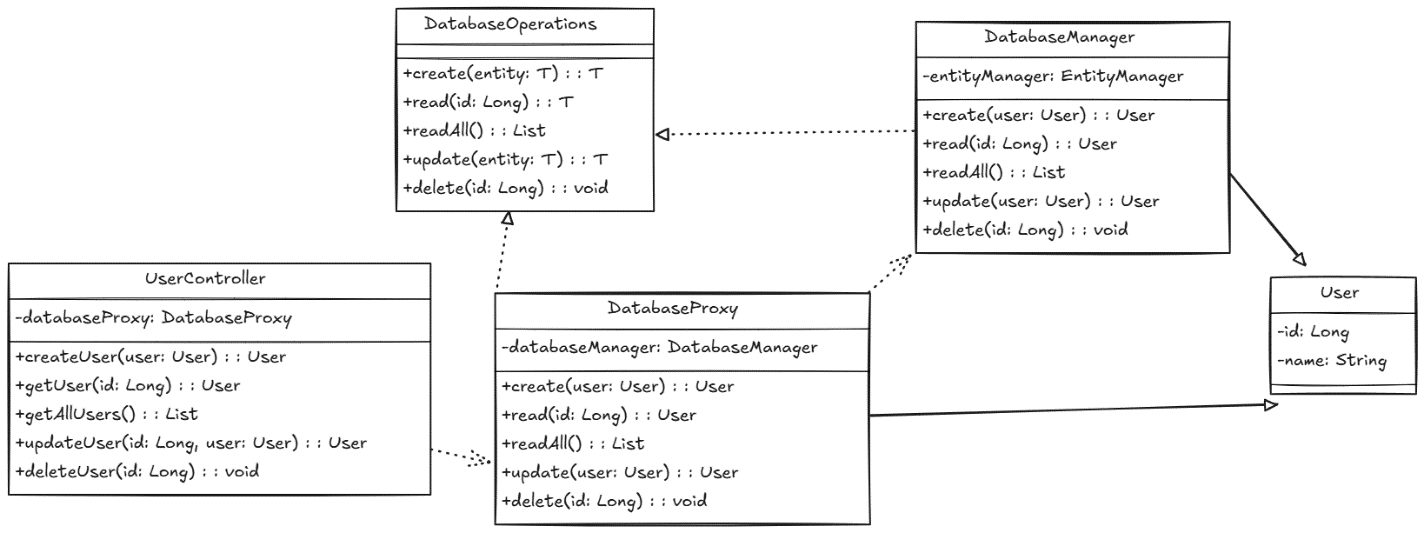 DatabaseOperations
+create(entity: T) : : T
+read(id: Long) : : T
+readAll() : : List
+update(entity: T) : : T
+delete(id: Long) : : void
DatabaseManager
-entityManager: EntityManager
+create(user: User) : : User
+read(id: Long) : : User
+readAll() : : List
+update(user: User) : : User
+delete(id: Long) : : void
UserController
-databaseProxy: DatabaseProxy
+createUser(user: User) : : User
+getUser(id: Long) : : User
+getAllUsers() : : List
+updateUser(id: Long, user: User) : : User
+deleteUser(id: Long) : : void
DatabaseProxy
-databaseManager: DatabaseManager
+create(user: User) : : User
+read(id: Long) : : User
+readAll() : : List
+update(user: User) : : User
+delete(id: Long) : : void
User
-id: Long
-name: String